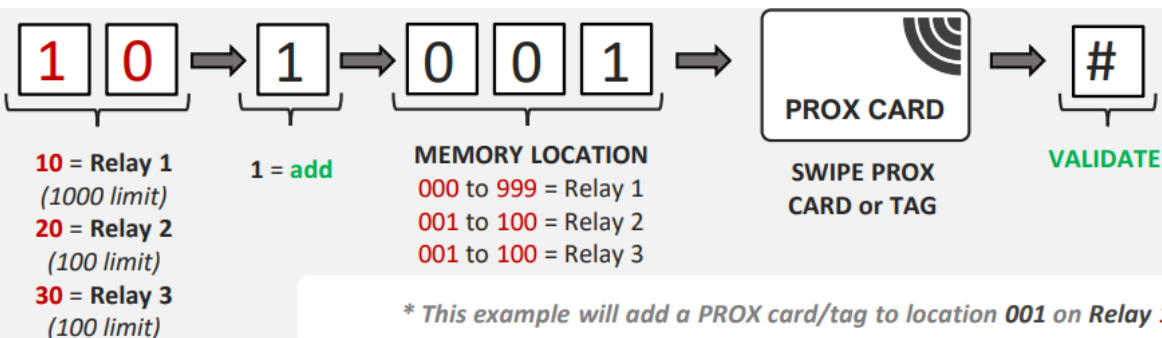 1 0 1 0 0 1 PROX CARD #
10 = Relay 1
(1000 limit)
20 = Relay 2
(100 limit)
30 = Relay 3
(100 limit)
1 = add
MEMORY LOCATION
000 to 999 = Relay 1
001 to 100 = Relay 2
001 to 100 = Relay 3
SWIPE PROX
CARD or TAG
VALIDATE
* This example will add a PROX card/tag to location 001 on Relay